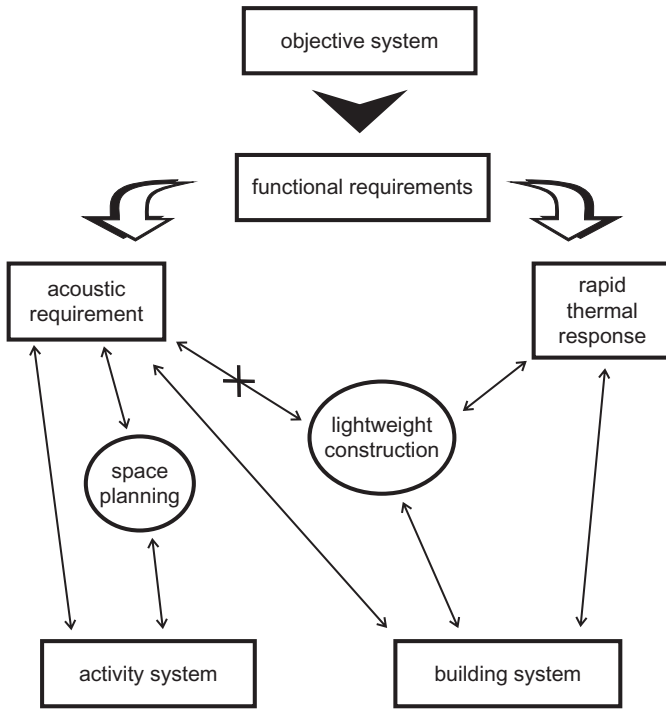 objective system
functional requirements
acoustic
requirement
rapid
thermal
response
lightweight
construction
space
planning
activity system
building system